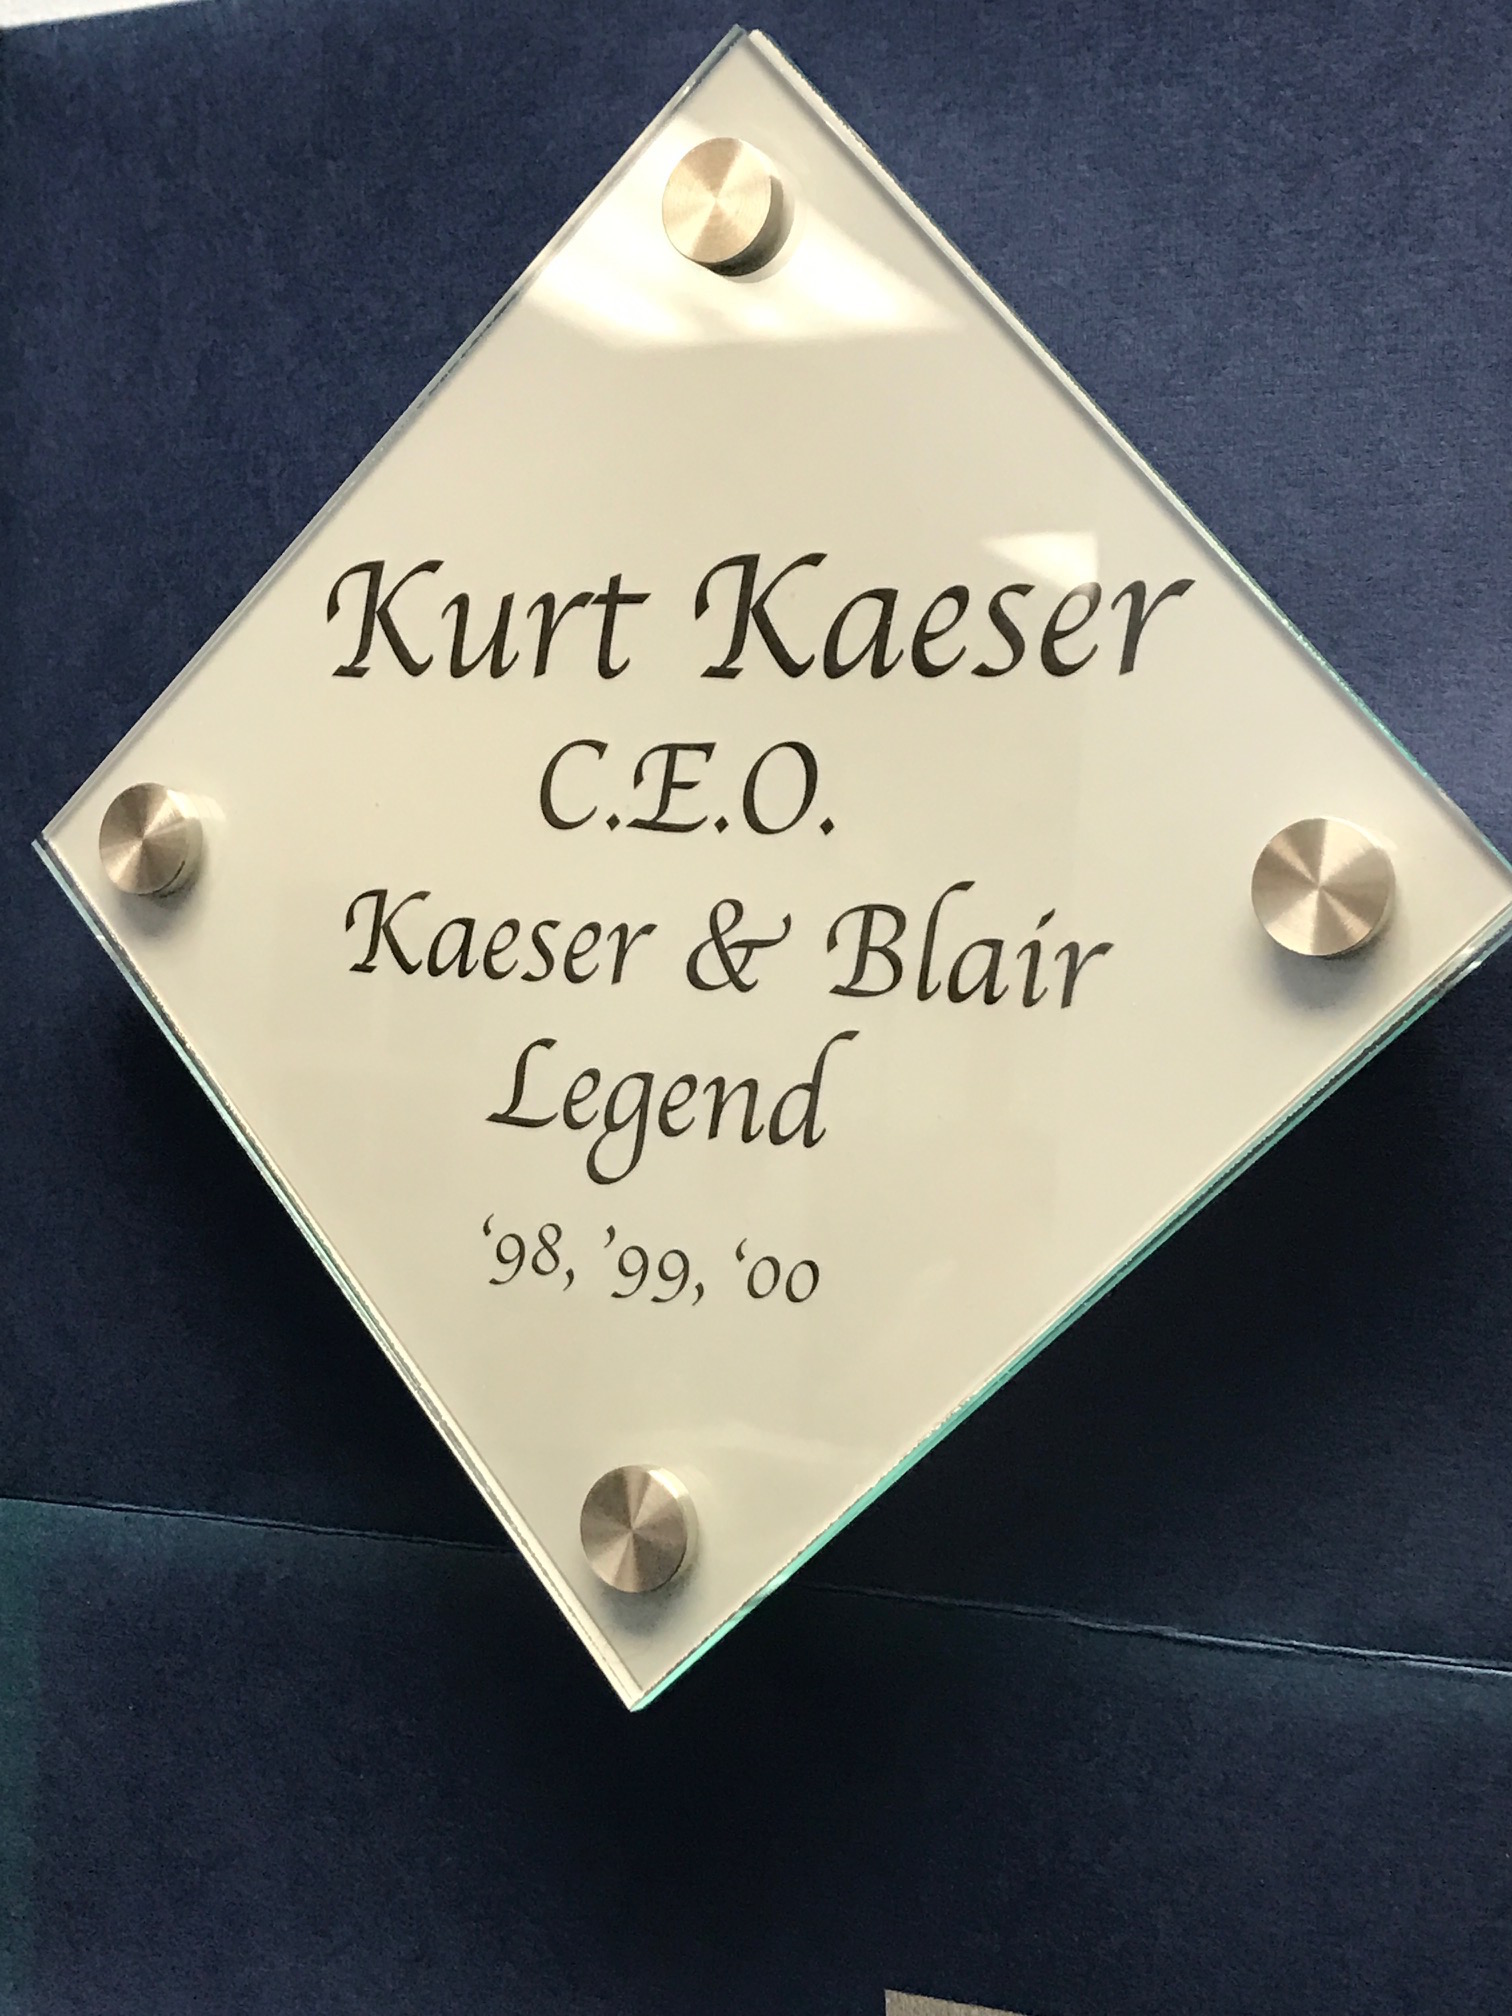 Kurt Kaeser
C.E.O.
Kaeser & Blair
Legend
‘98, ’99, ‘00